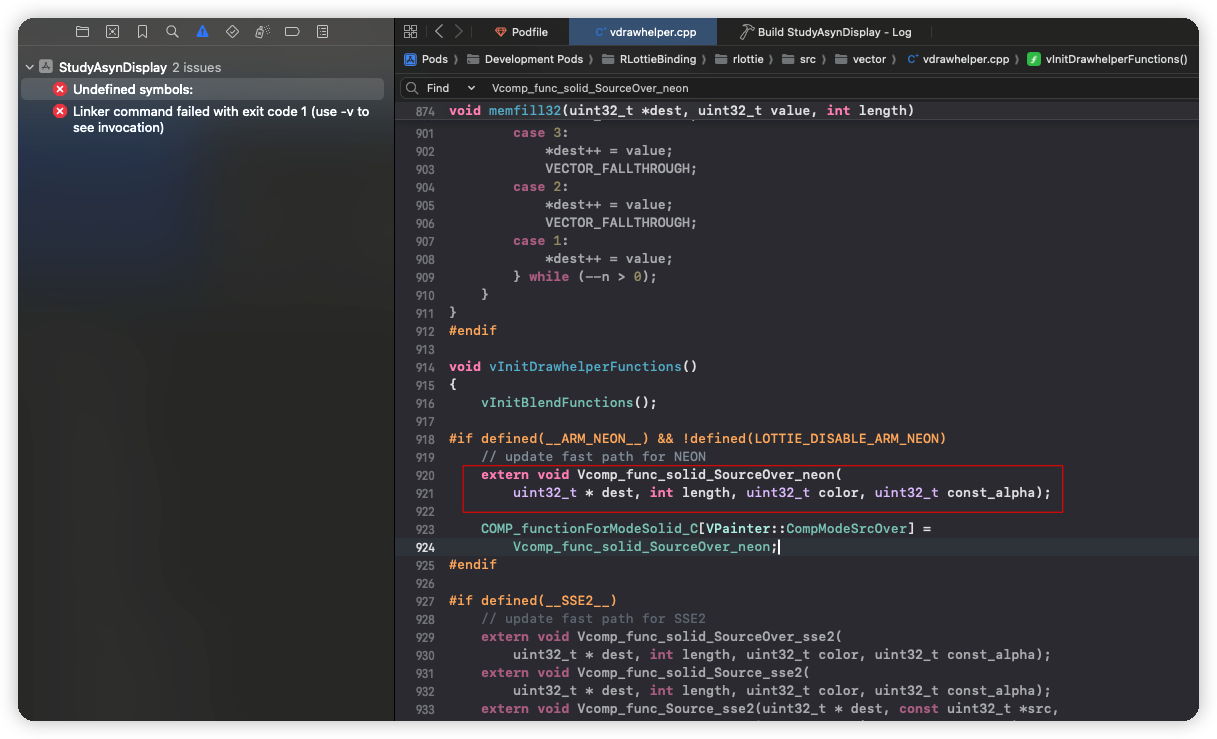 StudyAsynDisplay 2 issues
Undefined symbols:
Linker command failed with exit code 1 (use -v to
see invocation)
Podfile
vdrawhelper.cpp
Build StudyAsynDisplay - Log
Pods 〉 Development Pods 〉 RLottieBinding 〉 rlottie 〉 src 〉 vector 〉 vdrawhelper.cpp 〉 vInitDrawhelperFunctions()
Find Vcomp_func_solid_SourceOver_neon
874 void memfill32(uint32_t *dest, uint32_t value, int length)
901 case 3:
902 *dest++ = value;
903 VECTOR_FALLTHROUGH;
904 case 2:
905 *dest++ = value;
906 VECTOR_FALLTHROUGH;
907 case 1:
908 *dest++ = value;
909 } while (--n > 0);
910 }
911 }
912 #endif
913
914 void vInitDrawhelperFunctions()
915 {
916 vInitBlendFunctions();
917
918 #if defined(__ARM_NEON__) && !defined(LOTTIE_DISABLE_ARM_NEON)
919 // update fast path for NEON
920 extern void Vcomp_func_solid_SourceOver_neon(
921 uint32_t * dest, int length, uint32_t color, uint32_t const_alpha);
922
923 COMP_functionForModeSolid_C[VPainter::CompModeSrcOver] =
924 Vcomp_func_solid_SourceOver_neon;
925 #endif
926
927 #if defined(__SSE2__)
928 // update fast path for SSE2
929 extern void Vcomp_func_solid_SourceOver_sse2(
930 uint32_t * dest, int length, uint32_t color, uint32_t const_alpha);
931 extern void Vcomp_func_solid_Source_sse2(
932 uint32_t * dest, int length, uint32_t color, uint32_t const_alpha);
933 extern void Vcomp_func_Source_sse2(uint32_t * dest, const uint32_t *src,